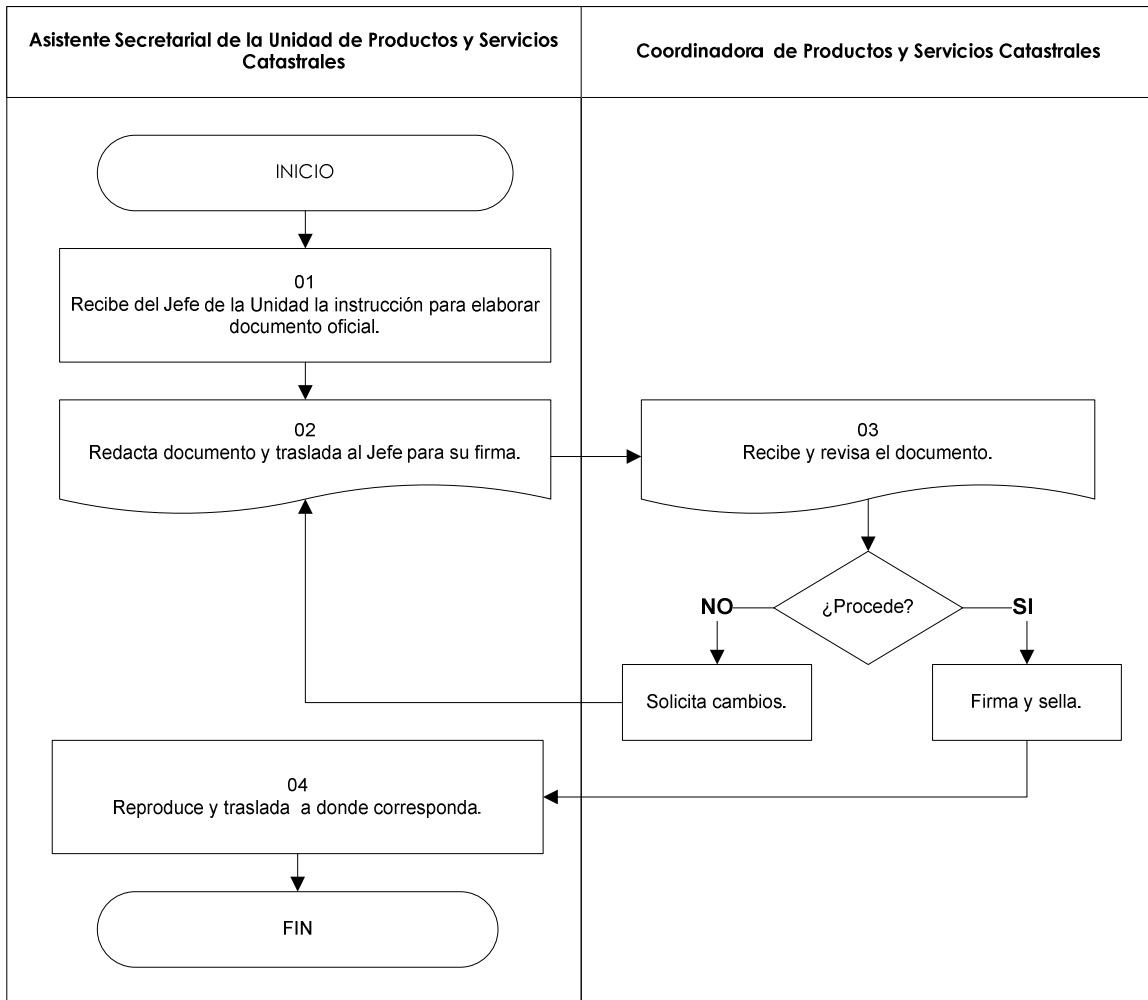 Asistente Secretarial de la Unidad de Productos y Servicios
Catastrales
Coordinadora de Productos y Servicios Catastrales
INICIO
01
Recibe del Jefe de la Unidad la instrucción para elaborar
documento oficial.
02
Redacta documento y traslada al Jefe para su firma.
03
Recibe y revisa el documento.
NO
¿Procede?
SI
Solicita cambios.
Firma y sella.
04
Reproduce y traslada a donde corresponda.
FIN